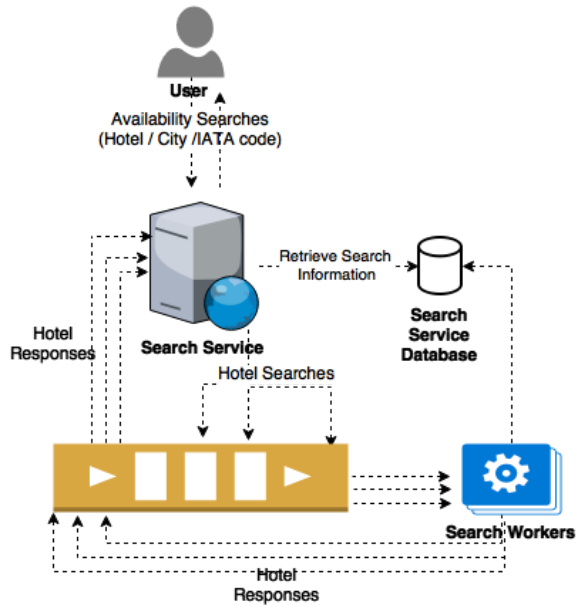 User
Availability Searches
(Hotel / City /IATA code)
Retrieve Search
Information
Search
Service
Database
Hotel
Responses
Search Service
Hotel Searches
Search Workers
Hotel
Responses